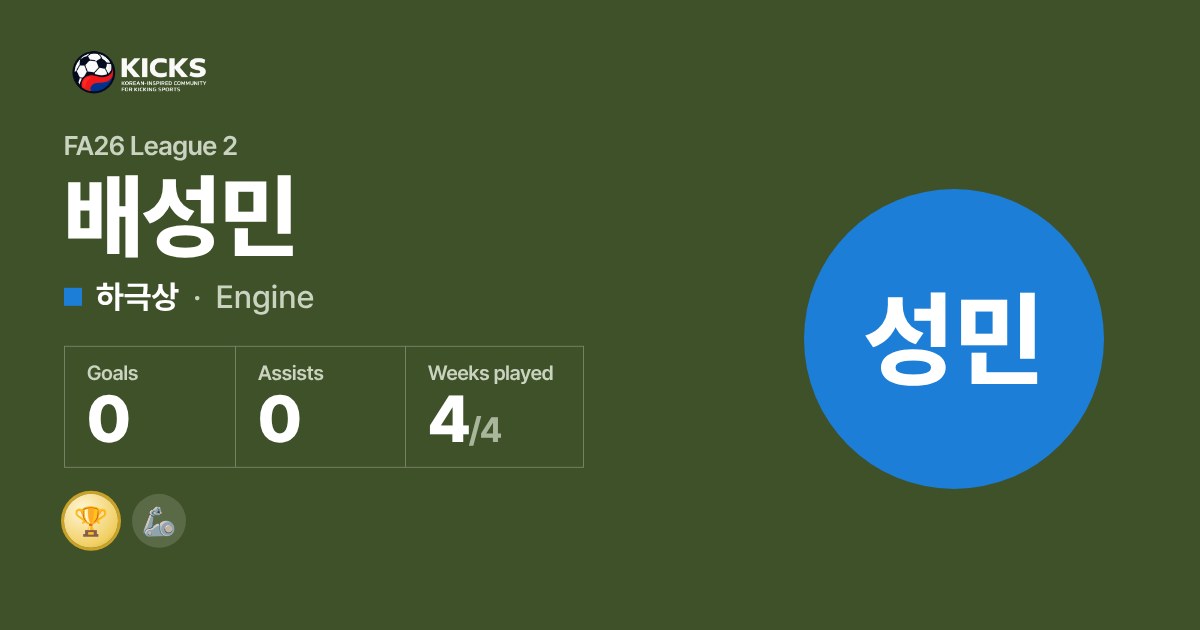 KICKS
KOREAN-INSPIRED COMMUNITY
FOR KICKING SPORTS
FA26 League 2
배성민
하극상 · Engine
성민
Goals
0
Assists
0
Weeks played
4/4